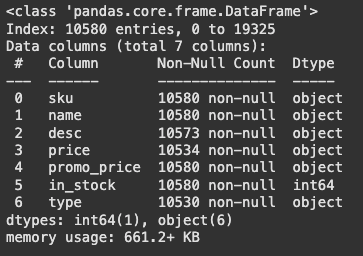 <class 'pandas.core.frame.DataFrame'>
Index: 10580 entries, 0 to 19325
Data columns (total 7 columns):
 #   Column       Non-Null Count  Dtype
---  ------       --------------  -----
 0   sku          10580 non-null  object
 1   name         10580 non-null  object
 2   desc         10573 non-null  object
 3   price        10534 non-null  object
 4   promo_price  10580 non-null  object
 5   in_stock     10580 non-null  int64
 6   type         10530 non-null  object
dtypes: int64(1), object(6)
memory usage: 661.2+ KB